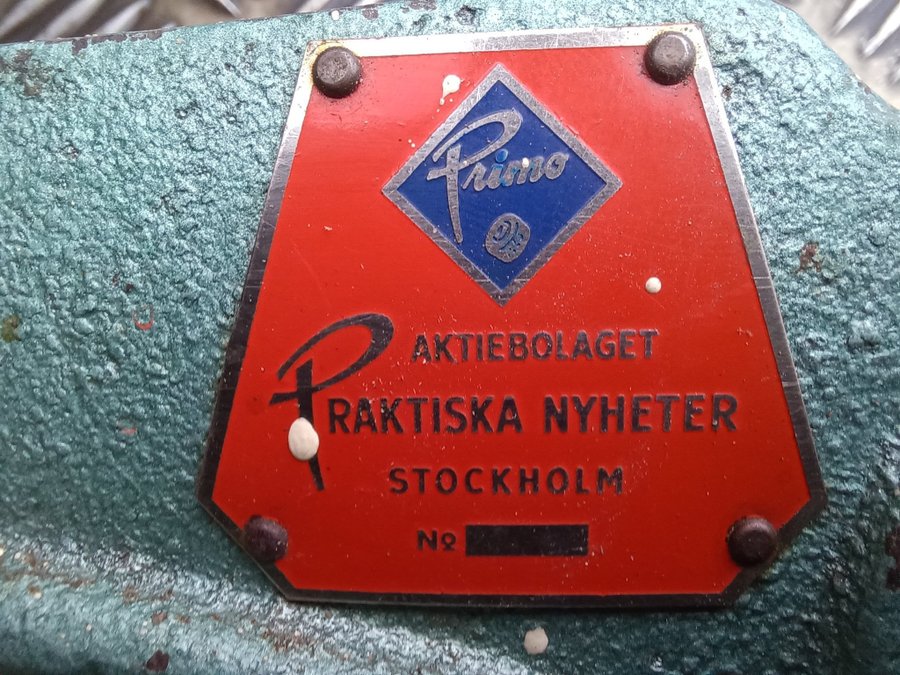 Primo
AKTIEBOLAGET
PRAKTISKA NYHETER
STOCKHOLM
No